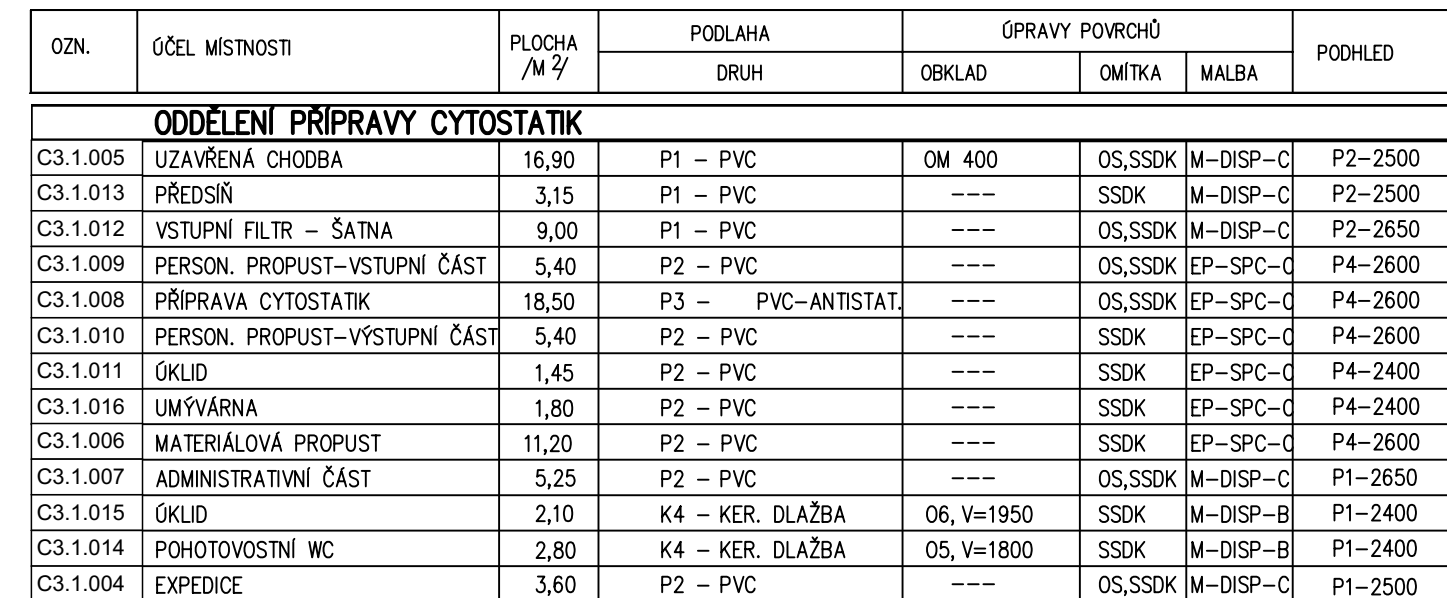 OZN. ÚČEL MÍSTNOSTI PLOCHA /M 2/ PODLAHA ÚPRAVY POVRCHŮ PODHLED
DRUH OBKLAD OMÍTKA MALBA
ODDĚLENÍ PŘÍPRAVY CYTOSTATIK
C3.1.005 UZAVŘENÁ CHODBA 16,90 P1 – PVC OM 400 OS,SSDK M–DISP–C P2–2500
C3.1.013 PŘEDSÍŇ 3,15 P1 – PVC --- SSDK M–DISP–C P2–2500
C3.1.012 VSTUPNÍ FILTR – ŠATNA 9,00 P1 – PVC --- OS,SSDK M–DISP–C P2–2650
C3.1.009 PERSON. PROPUST–VSTUPNÍ ČÁST 5,40 P2 – PVC --- OS,SSDK EP–SPC–C P4–2600
C3.1.008 PŘÍPRAVA CYTOSTATIK 18,50 P3 – PVC–ANTISTAT. --- OS,SSDK EP–SPC–C P4–2600
C3.1.010 PERSON. PROPUST–VÝSTUPNÍ ČÁST 5,40 P2 – PVC --- SSDK EP–SPC–C P4–2600
C3.1.011 ÚKLID 1,45 P2 – PVC --- SSDK EP–SPC–C P4–2400
C3.1.016 UMÝVÁRNA 1,80 P2 – PVC --- SSDK EP–SPC–C P4–2400
C3.1.006 MATERIÁLOVÁ PROPUST 11,20 P2 – PVC --- SSDK EP–SPC–C P4–2600
C3.1.007 ADMINISTRATIVNÍ ČÁST 5,25 P2 – PVC --- OS,SSDK M–DISP–C P1–2650
C3.1.015 ÚKLID 2,10 K4 – KER. DLAŽBA O6, V=1950 SSDK M–DISP–B P1–2400
C3.1.014 POHOTOVOSTNÍ WC 2,80 K4 – KER. DLAŽBA O5, V=1800 SSDK M–DISP–B P1–2400
C3.1.004 EXPEDICE 3,60 P2 – PVC --- OS,SSDK M–DISP–C P1–2500